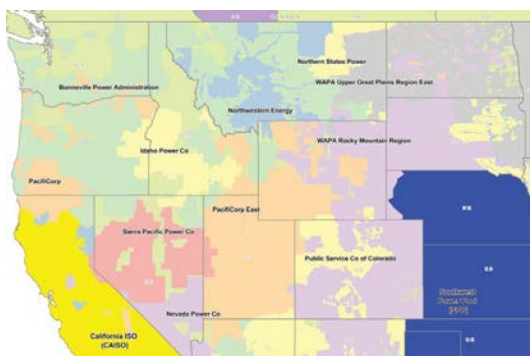 Northern States Power
Bonneville Power Administration
WAPA Upper Great Plains Region East
Northwestern Energy
WAPA Rocky Mountain Region
Idaho Power Co
PacifiCorp
PacifiCorp East
Sierra Pacific Power Co
Public Service Co of Colorado
Southwest
Power Pool
(SPP)
Nevada Power Co
California ISO
(CAISO)